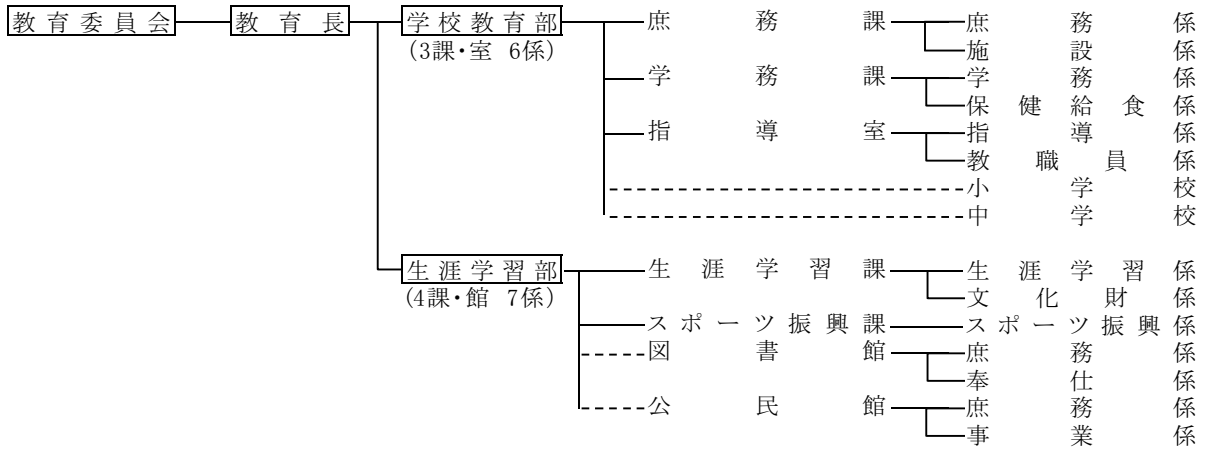 教育委員会 教育長 学校教育部 庶務課 庶務係
(3課・室 6係) 施設係
学務課 学務係
保健給食係
指導室 指導係
教職員係
小学校
中学校
生涯学習部 生涯学習課 生涯学習係
(4課・館 7係) 文化財係
スポーツ振興課 スポーツ振興係
図書館 庶務係
奉仕係
公民館 庶務係
事業係